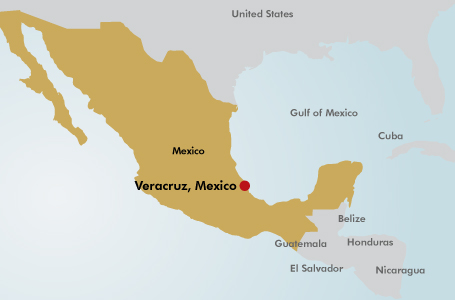 United States
Gulf of Mexico
Cuba
Mexico
Veracruz, Mexico
Belize
Guatemala
Honduras
El Salvador
Nicaragua